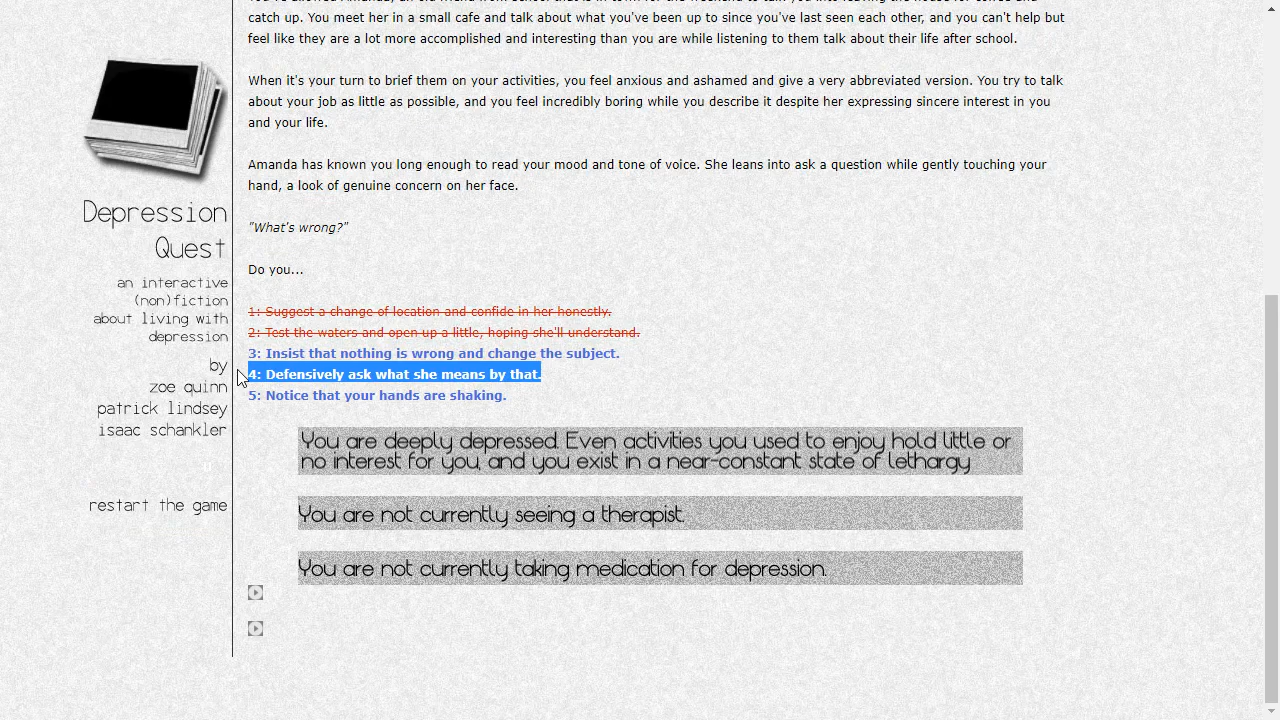 catch up. You meet her in a small cafe and talk about what you've been up to since you've last seen each other, and you can't help but
feel like they are a lot more accomplished and interesting than you are while listening to them talk about their life after school.
When it's your turn to brief them on your activities, you feel anxious and ashamed and give a very abbreviated version. You try to talk
about your job as little as possible, and you feel incredibly boring while you describe it despite her expressing sincere interest in you
and your life.
Amanda has known you long enough to read your mood and tone of voice. She leans into ask a question while gently touching your
hand, a look of genuine concern on her face.
"What's wrong?"
Do you...
1: Suggest a change of location and confide in her honestly.
2: Test the waters and open up a little, hoping she'll understand.
3: Insist that nothing is wrong and change the subject.
4: Defensively ask what she means by that.
5: Notice that your hands are shaking.
You are deeply depressed. Even activities you used to enjoy hold little or
no interest for you, and you exist in a near-constant state of lethargy
You are not currently seeing a therapist.
You are not currently taking medication for depression.
Depression
Quest
an interactive
(non)fiction
about living with
depression
by
zoe quinn
patrick lindsey
isaac schankler
restart the game